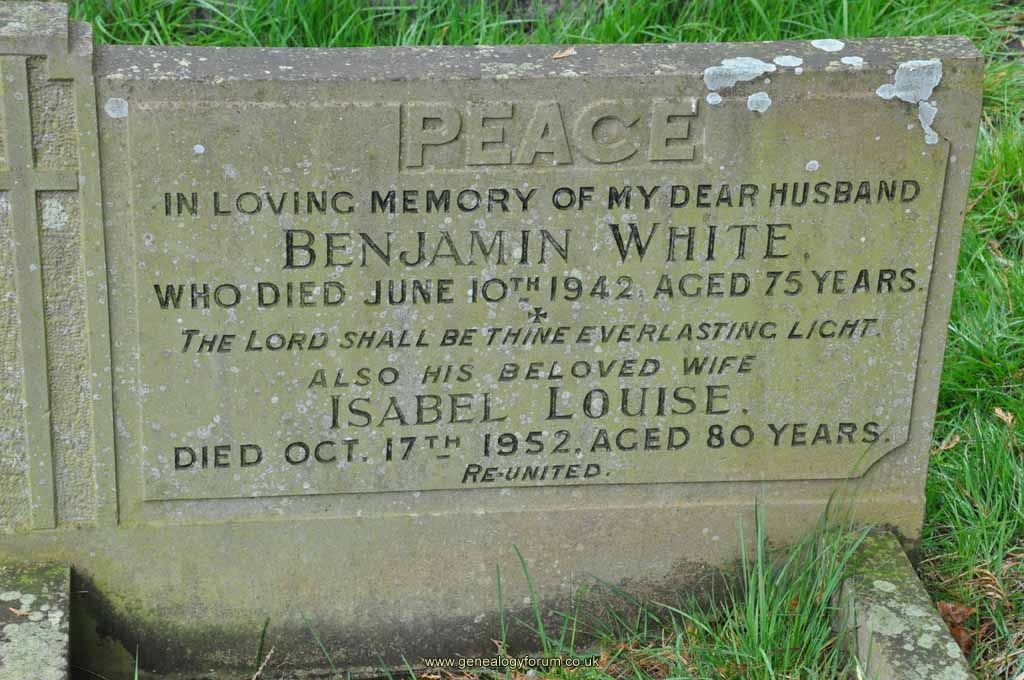 PEACE
IN LOVING MEMORY OF MY DEAR HUSBAND
BENJAMIN WHITE,
WHO DIED JUNE 10TH 1942, AGED 75 YEARS.
THE LORD SHALL BE THINE EVERLASTING LIGHT.
ALSO HIS BELOVED WIFE
ISABEL LOUISE.
DIED OCT. 17TH 1952, AGED 80 YEARS.
RE-UNITED.
www.genealogyforum.co.uk